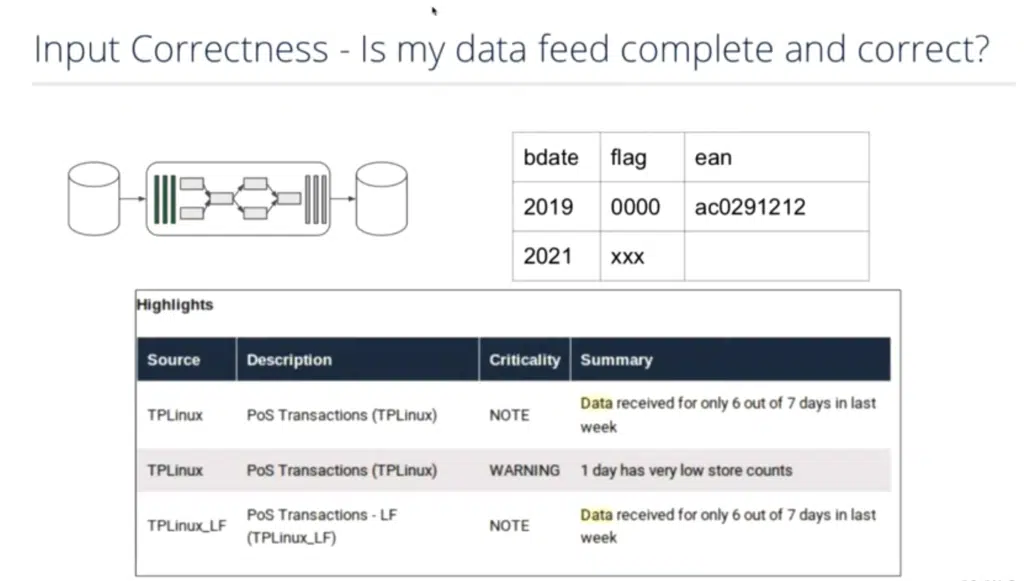 Input Correctness - Is my data feed complete and correct?
bdate flag ean
2019 0000 ac0291212
2021 xxx
Highlights
Source Description Criticality Summary
TPLinux PoS Transactions (TPLinux) NOTE Data received for only 6 out of 7 days in last
week
TPLinux PoS Transactions (TPLinux) WARNING 1 day has very low store counts
TPLinux_LF PoS Transactions - LF
(TPLinux_LF) NOTE Data received for only 6 out of 7 days in last
week